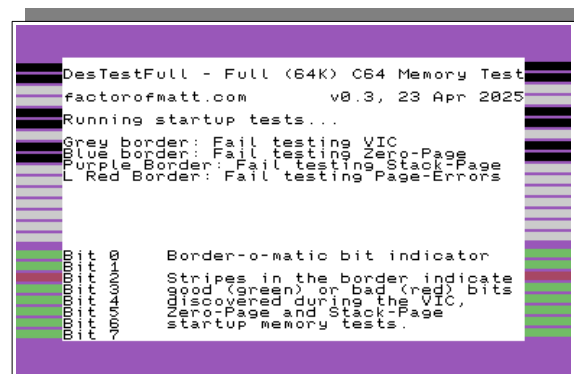 DesTestFull - Full (64K) C64 Memory Test
factorofmatt.com v0.3, 23 Apr 2025
Running startup tests...
Grey border: Fail testing VIC
Blue border: Fail testing Zero-Page
Purple Border: Fail testing Stack-Page
L Red Border: Fail testing Page-Errors
Bit 0 Border-o-matic bit indicator
Bit 1
Bit 2 Stripes in the border indicate
Bit 3 good (green) or bad (red) bits
Bit 4 discovered during the VIC,
Bit 5 Zero-Page and Stack-Page
Bit 6 startup memory tests.
Bit 7